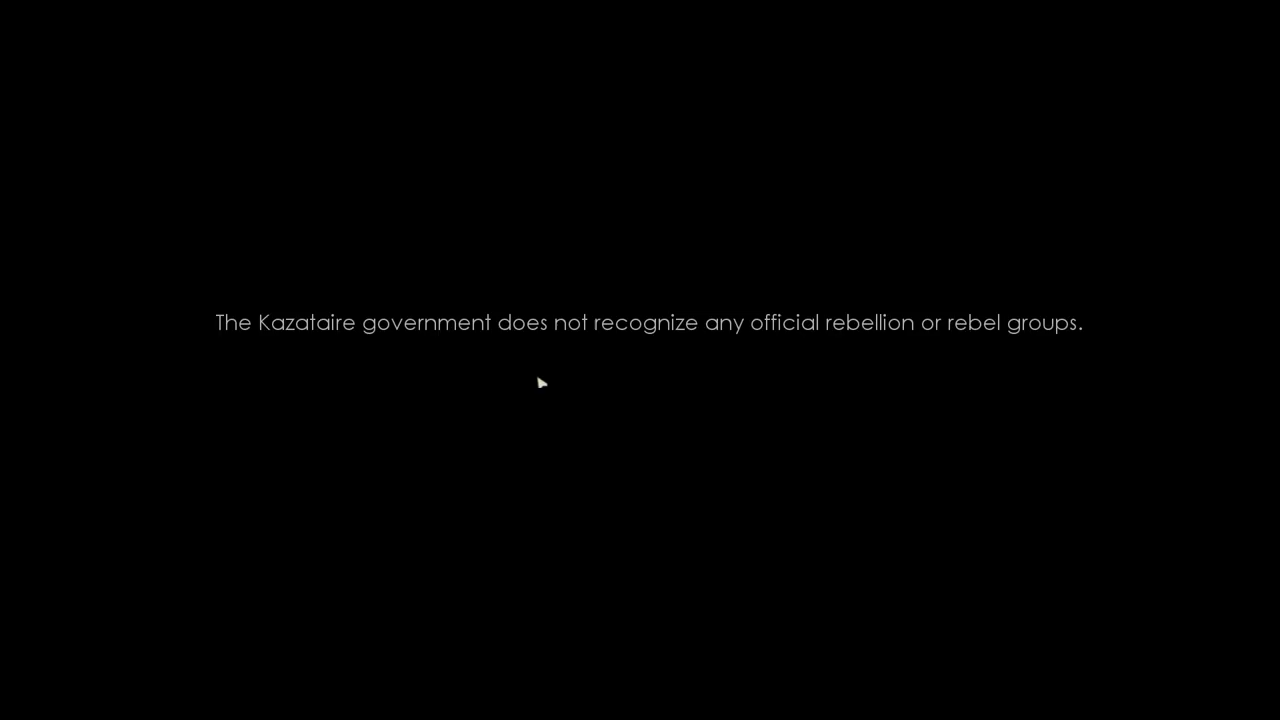 The Kazataire government does not recognize any official rebellion or rebel groups.